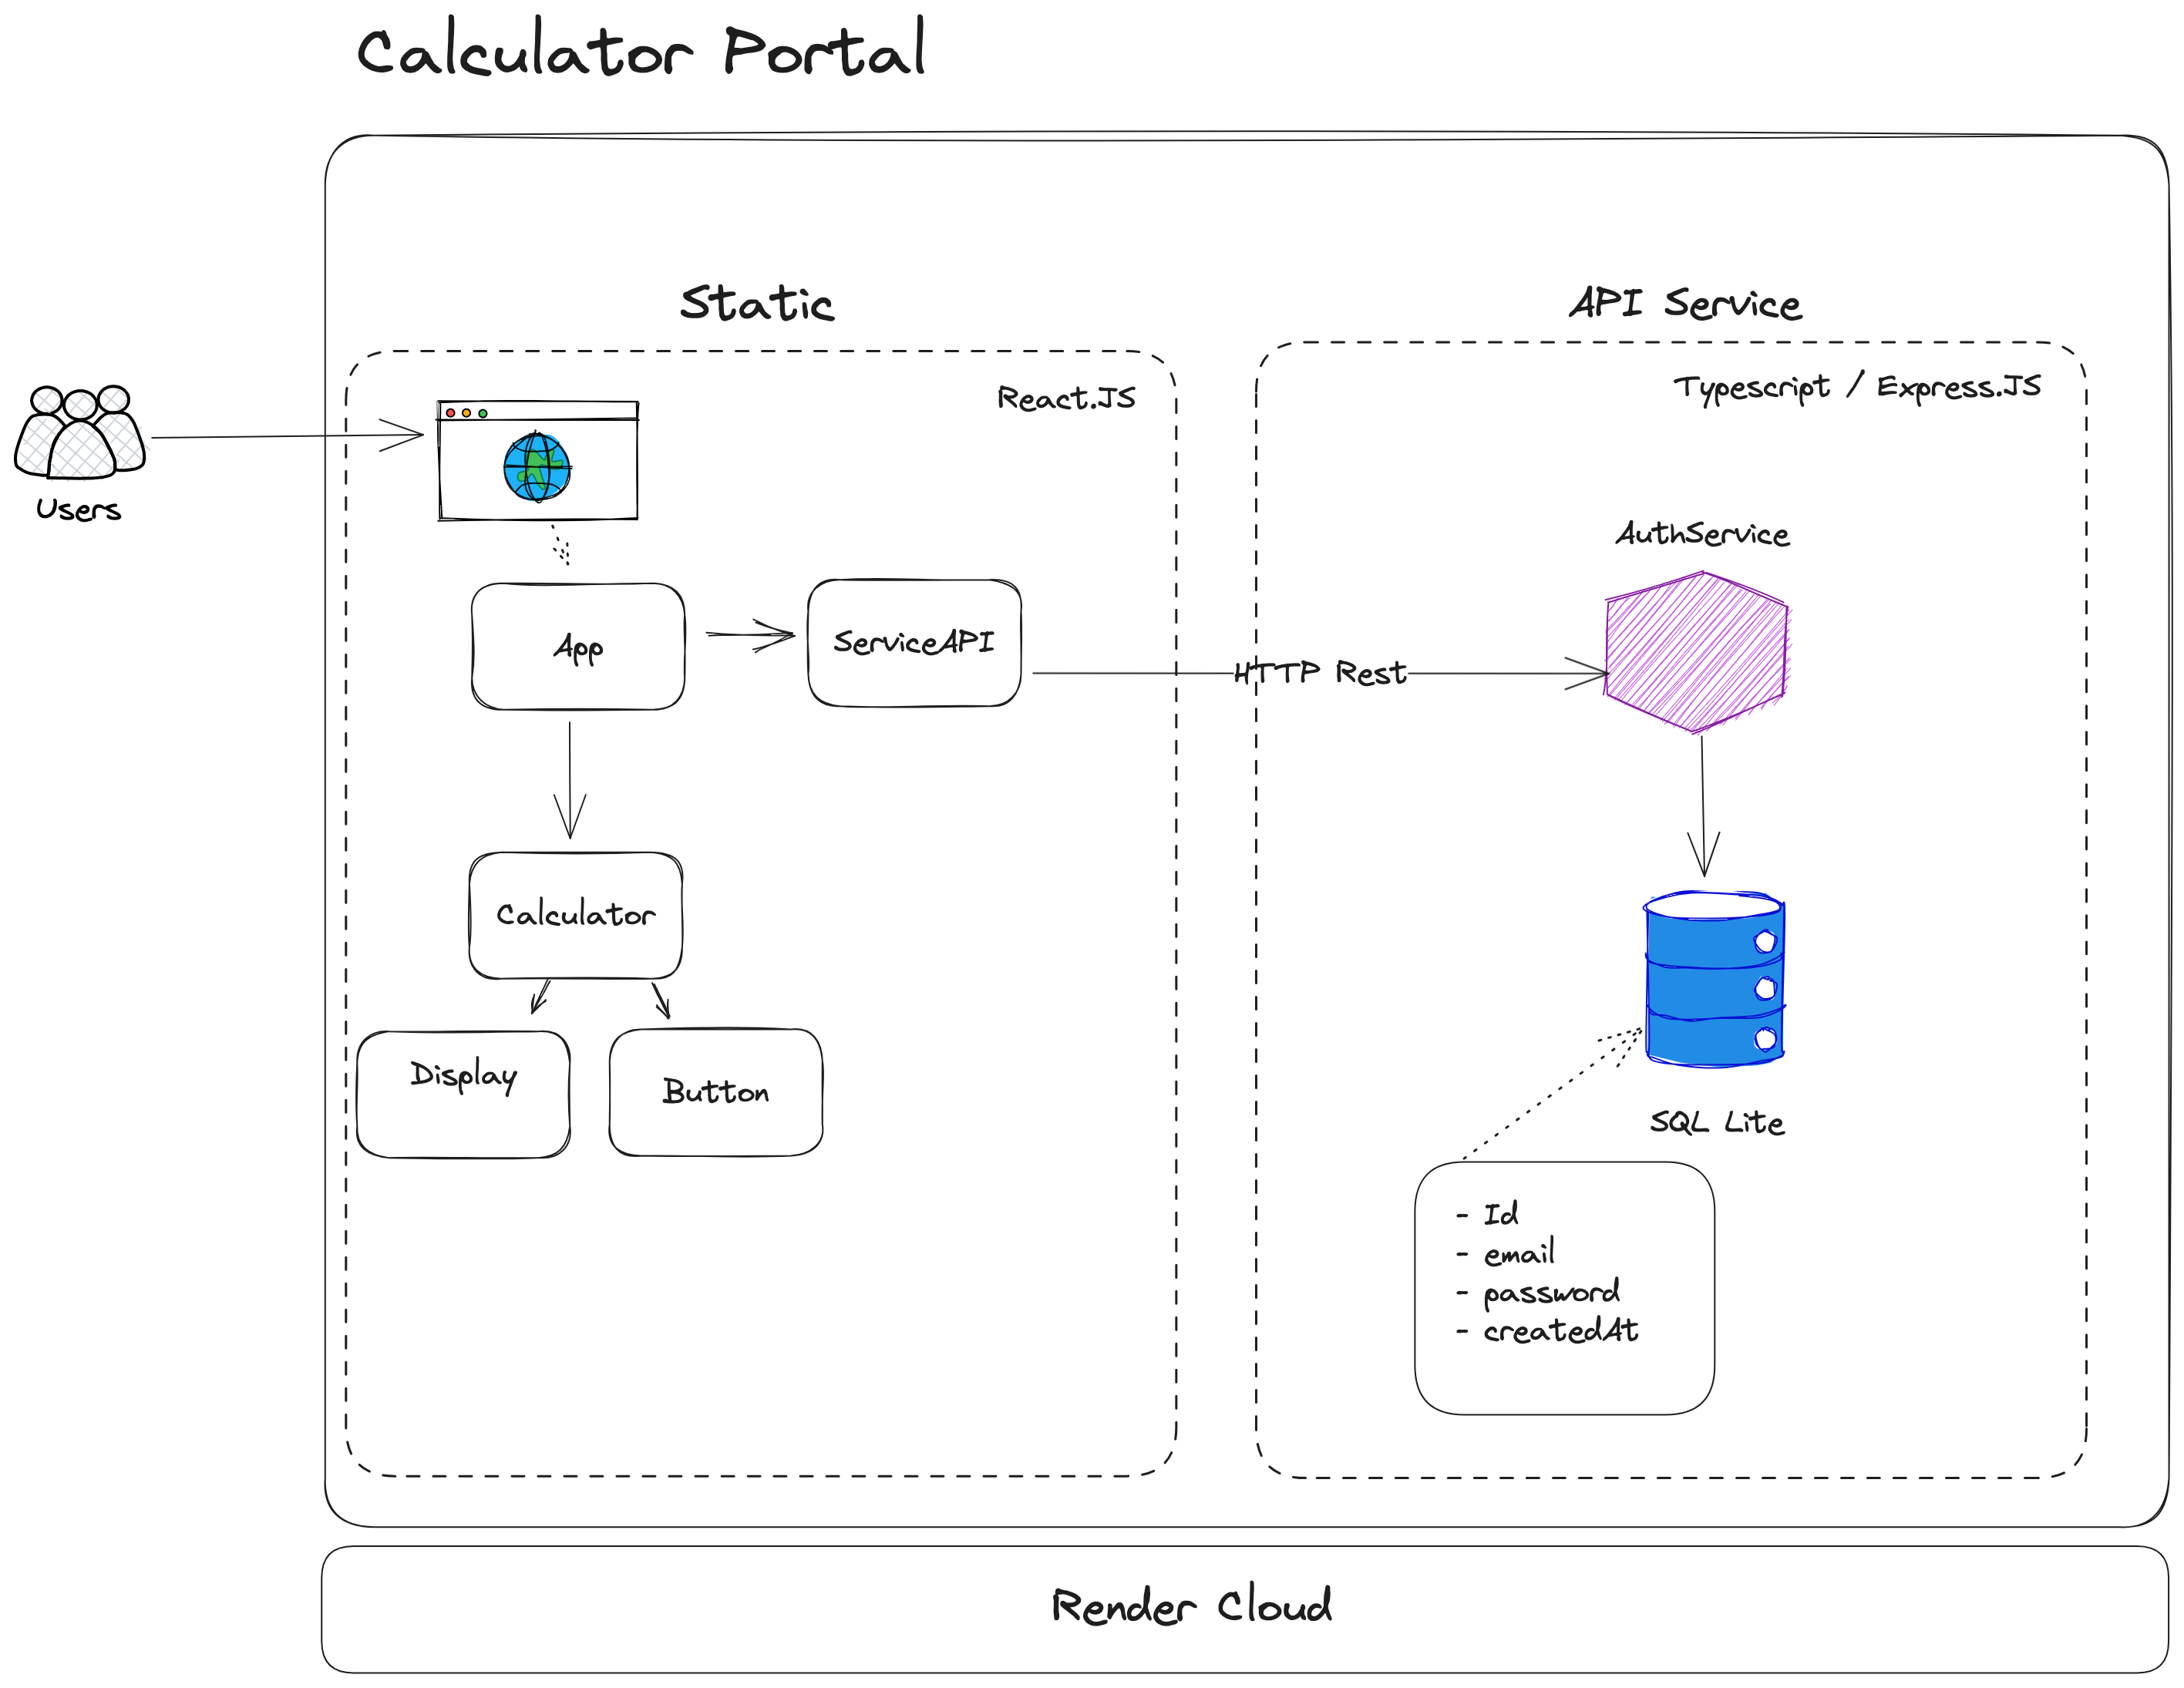 Calculator Portal
Static
API Service
React.JS
Typescript / Express.JS
Users
AuthService
App
ServiceAPI
HTTP Rest
Calculator
Display
Button
SQL Lite
- Id
- email
- password
- createdAt
Render Cloud